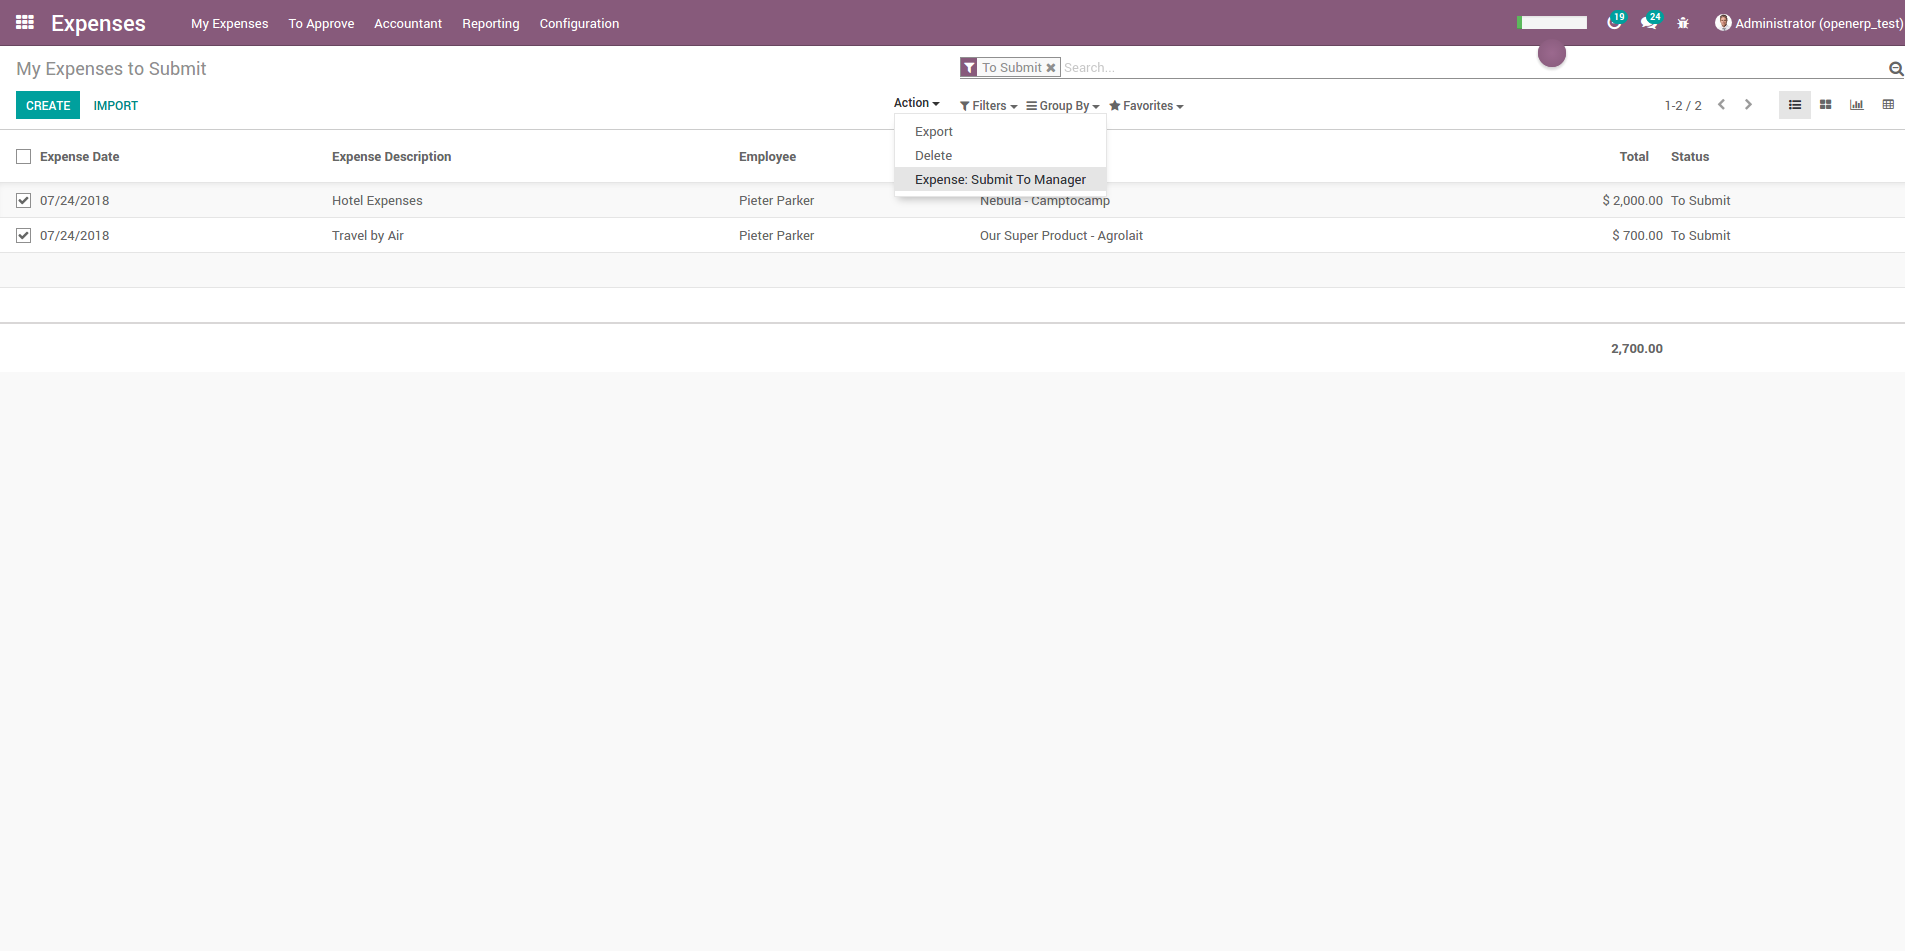 Expenses My Expenses To Approve Accountant Reporting Configuration 19 24 Administrator (openerp_test)
My Expenses to Submit To Submit Search...
CREATE IMPORT Action Filters Group By Favorites 1-2 / 2
Export
Delete
Expense: Submit To Manager
Expense Date Expense Description Employee Total Status
07/24/2018 Hotel Expenses Pieter Parker Nebula - Camptocamp $ 2,000.00 To Submit
07/24/2018 Travel by Air Pieter Parker Our Super Product - Agrolait $ 700.00 To Submit
2,700.00